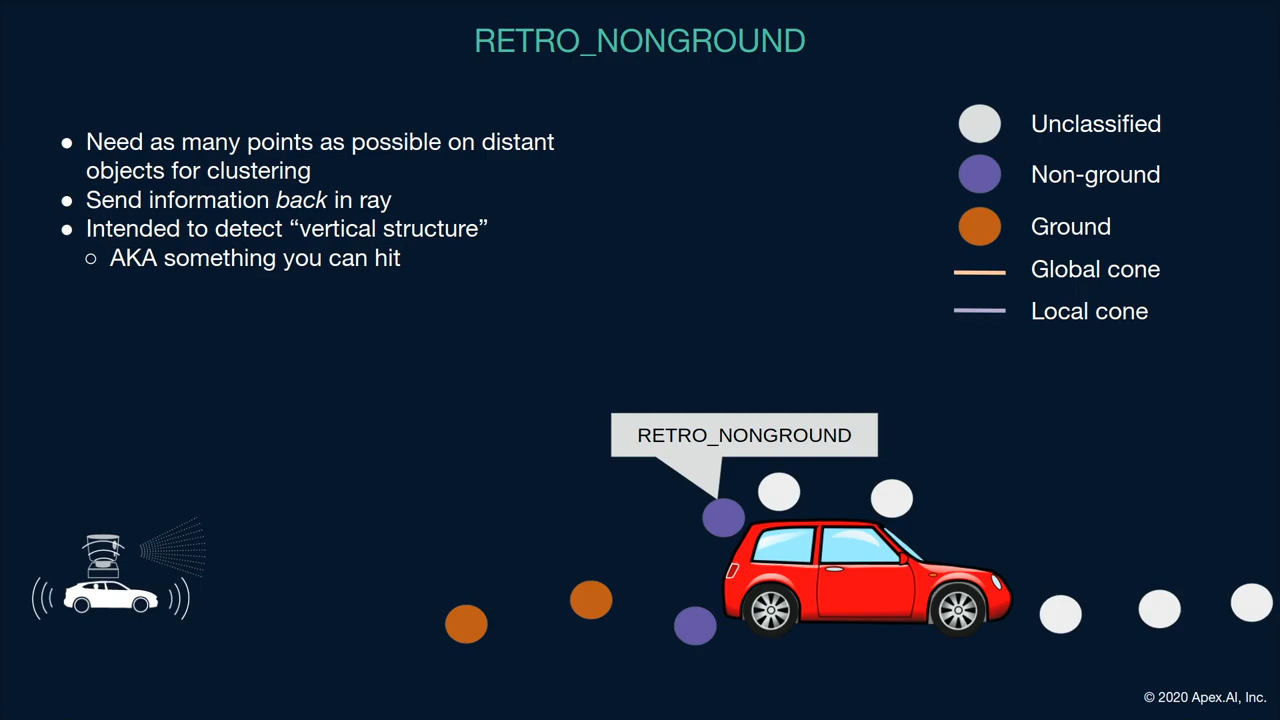 RETRO_NONGROUND
● Need as many points as possible on distant
objects for clustering
● Send information back in ray
● Intended to detect “vertical structure”
○ AKA something you can hit
Unclassified
Non-ground
Ground
Global cone
Local cone
RETRO_NONGROUND
© 2020 Apex.AI, Inc.